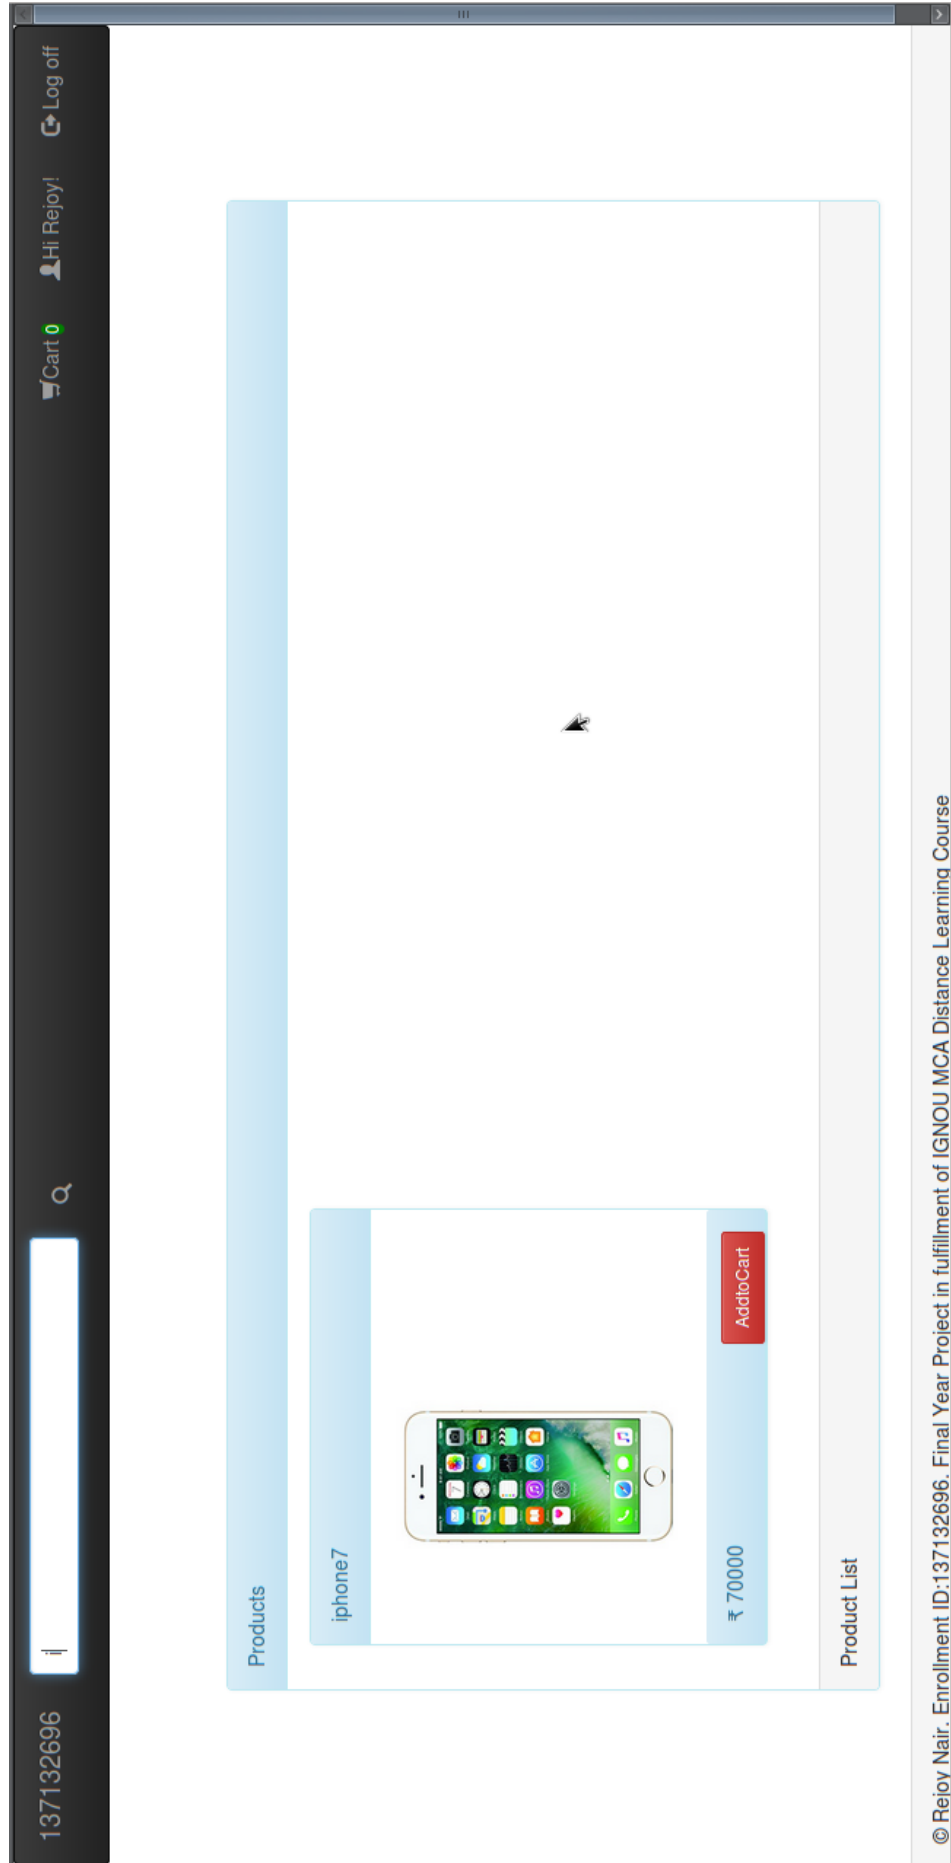 137132696 i Cart 0 Hi Rejoy! Log off
Products
iphone7
₹ 70000 AddtoCart
Product List
© Rejoy Nair. Enrollment ID:137132696. Final Year Project in fulfillment of IGNOU MCA Distance Learning Course